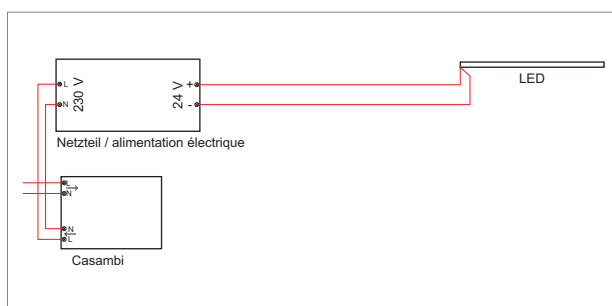 L
N
230 V
24 V
+
-
LED
Netzteil / alimentation électrique
L
N
N
L
Casambi